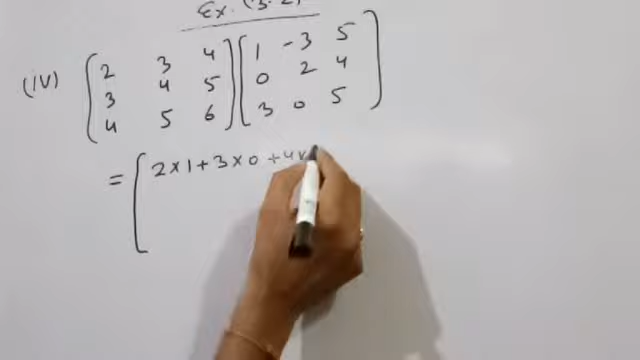 Ex. (3.2)
(iv) [ 2 3 4 ] [ 1 -3 5 ]
3 4 5 0 2 4
4 5 6 3 0 5
= [ 2×1+3×0+4×